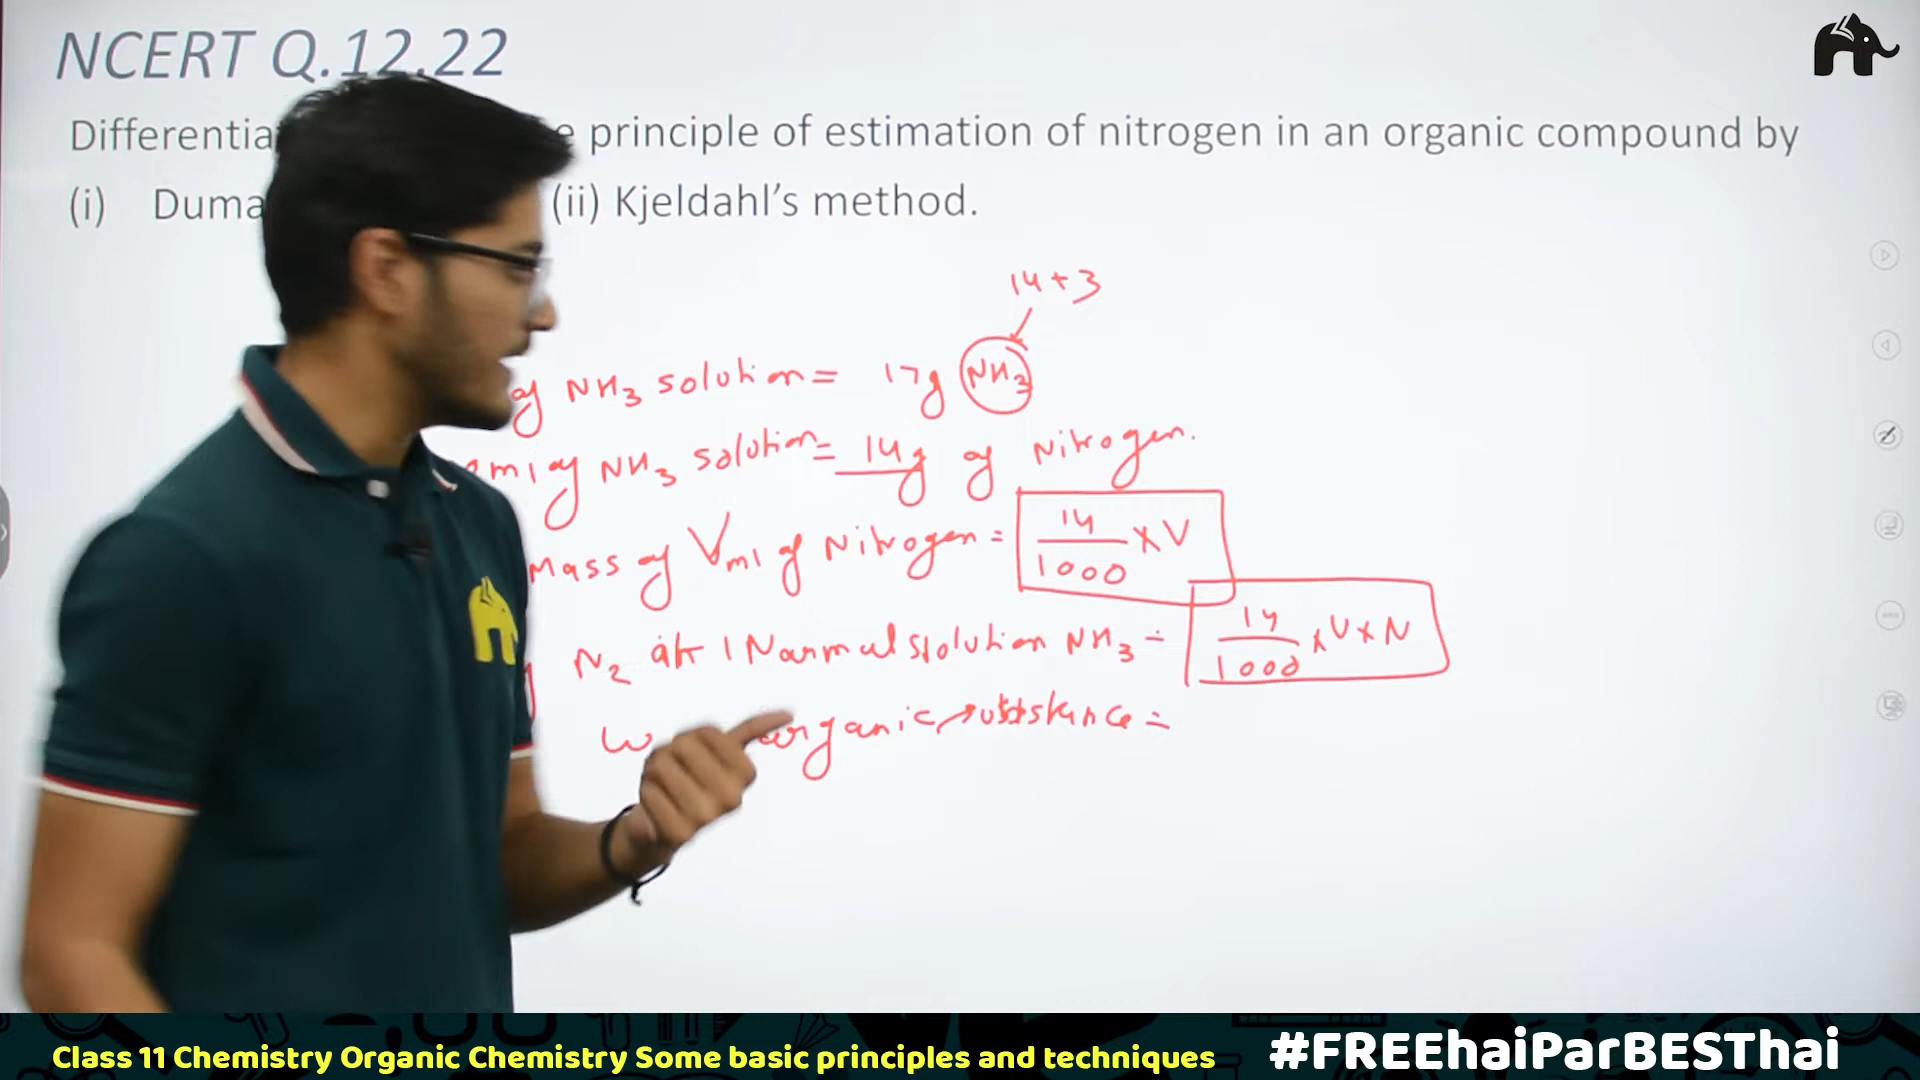 NCERT Q.12.22
Differentia e principle of estimation of nitrogen in an organic compound by
(i) Duma (ii) Kjeldahl’s method.
14+3
of NH3 solution = 17g NH3
ml of NH3 solution = 14g of Nitrogen.
Mass of Vml of Nitrogen = 14/1000 x V
N2 at 1 Normal solution NH3 = 14/1000 x V x N
W organic substance =
Class 11 Chemistry Organic Chemistry Some basic principles and techniques
#FREEhaiParBESThai